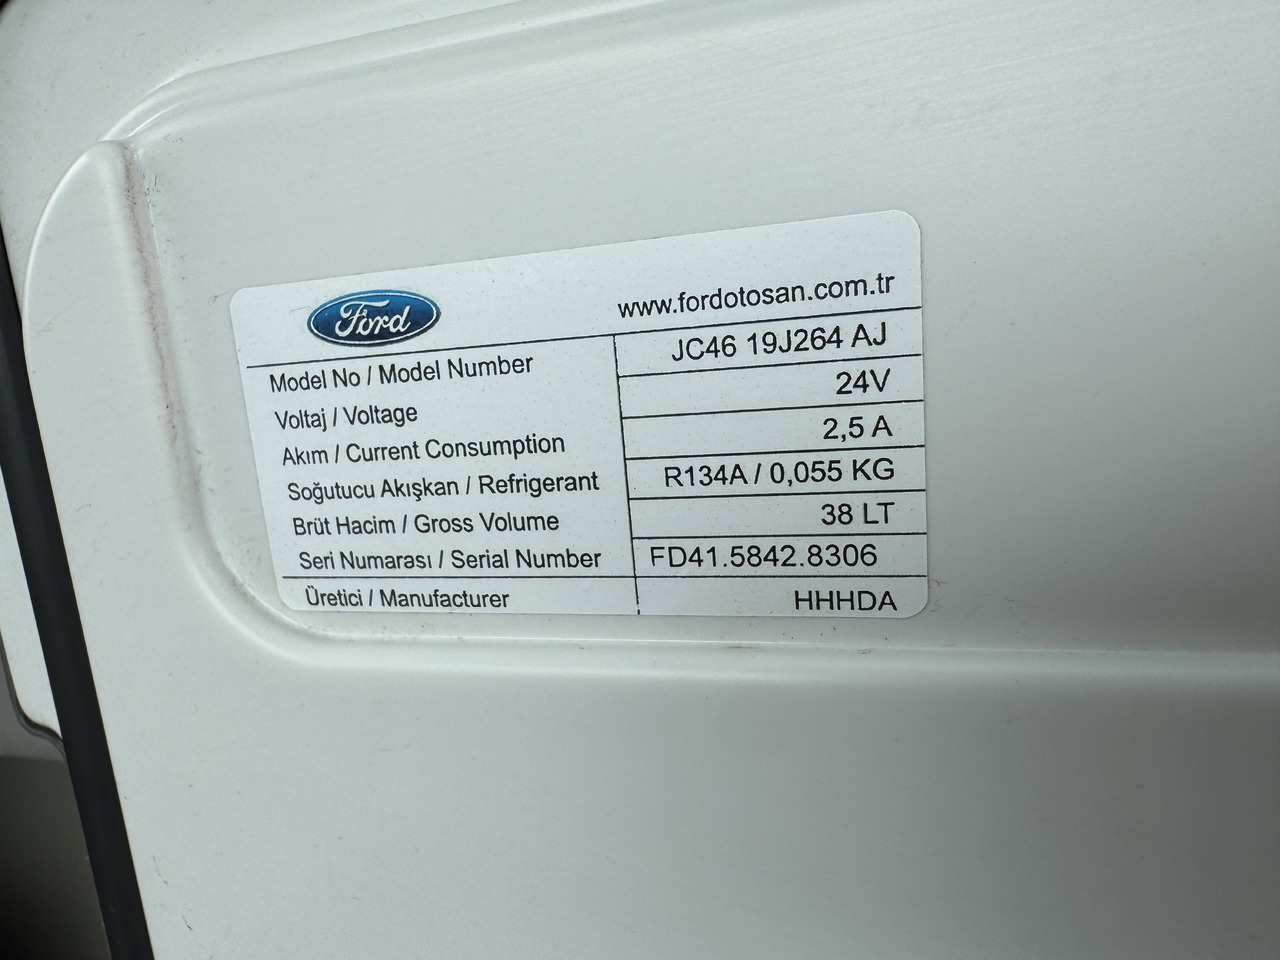 Ford
www.fordotosan.com.tr
Model No / Model Number JC46 19J264 AJ
Voltaj / Voltage 24V
Akım / Current Consumption 2,5 A
Soğutucu Akışkan / Refrigerant R134A / 0,055 KG
Brüt Hacim / Gross Volume 38 LT
Seri Numarası / Serial Number FD41.5842.8306
Üretici / Manufacturer HHHDA